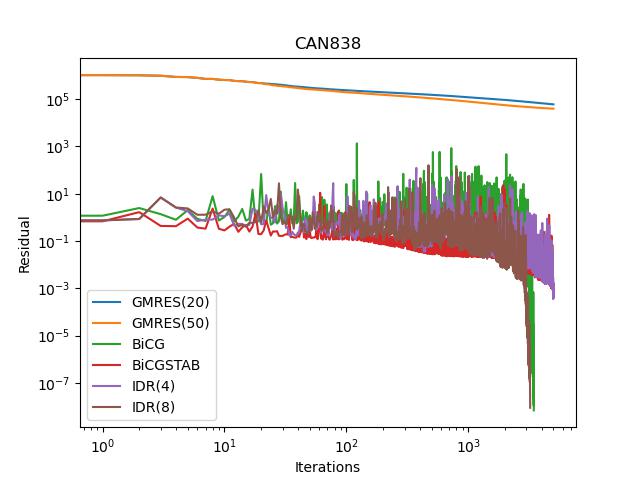 CAN838
Residual
10^5
10^3
10^1
10^-1
10^-3
10^-5
10^-7
GMRES(20)
GMRES(50)
BiCG
BiCGSTAB
IDR(4)
IDR(8)
10^0 10^1 10^2 10^3
Iterations